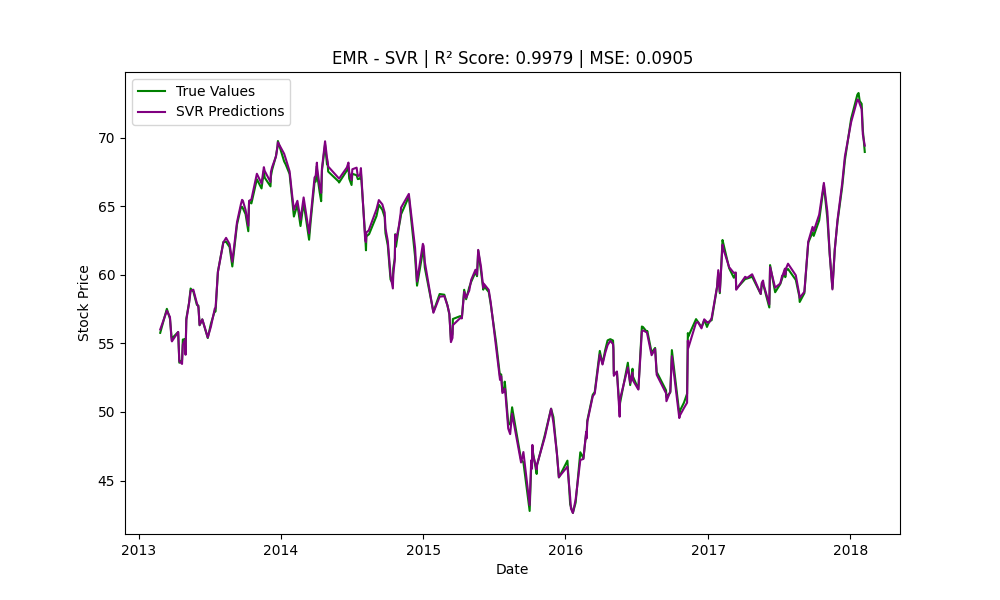 EMR - SVR | R² Score: 0.9979 | MSE: 0.0905
True Values
SVR Predictions
Stock Price
70
65
60
55
50
45
2013
2014
2015
2016
2017
2018
Date